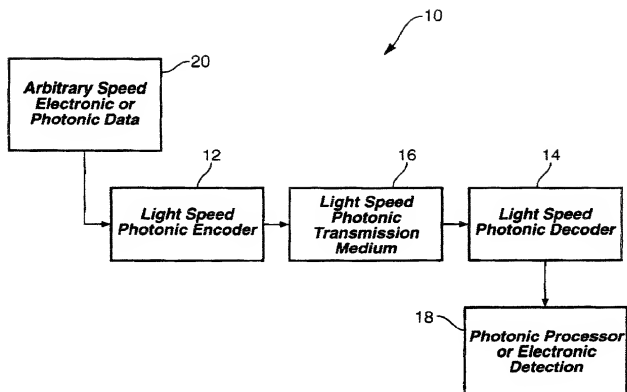 10
20
Arbitrary Speed
Electronic or
Photonic Data
12
16
14
Light Speed
Photonic Encoder
Light Speed
Photonic
Transmission
Medium
Light Speed
Photonic Decoder
18
Photonic Processor
or Electronic
Detection